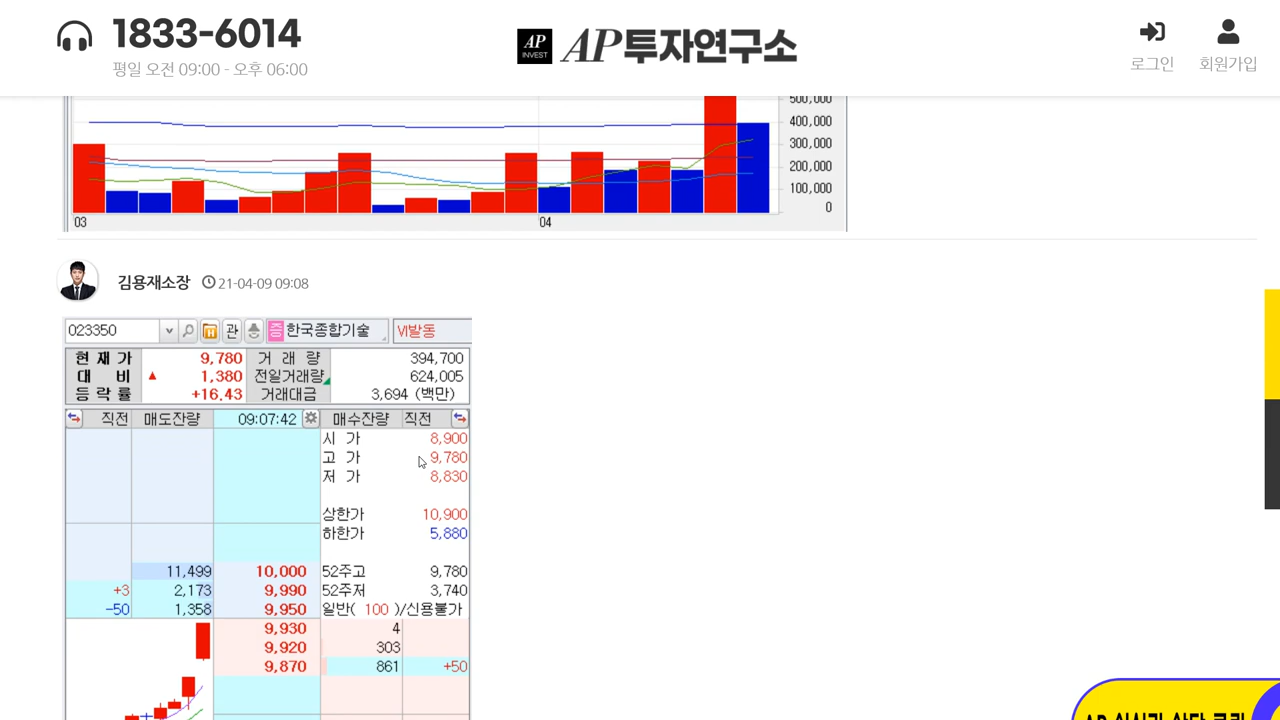 1833-6014
평일 오전 09:00 - 오후 06:00
AP
INVEST
AP투자연구소
로그인
회원가입
500,000
400,000
300,000
200,000
100,000
0
03
04
김용재소장
21-04-09 09:08
023350
관
증
한국종합기술
VI발동
현재가 9,780 거래량 394,700
대비 ▲ 1,380 전일거래량 624,005
등락률 +16.43 거래대금 3,694 (백만)
직전 매도잔량 09:07:42 매수잔량 직전
시가 8,900
고가 9,780
저가 8,830
상한가 10,900
하한가 5,880
11,499 10,000 52주고 9,780
+3 2,173 9,990 52주저 3,740
-50 1,358 9,950 일반( 100 )/신용불가
9,930 4
9,920 303
9,870 861 +50